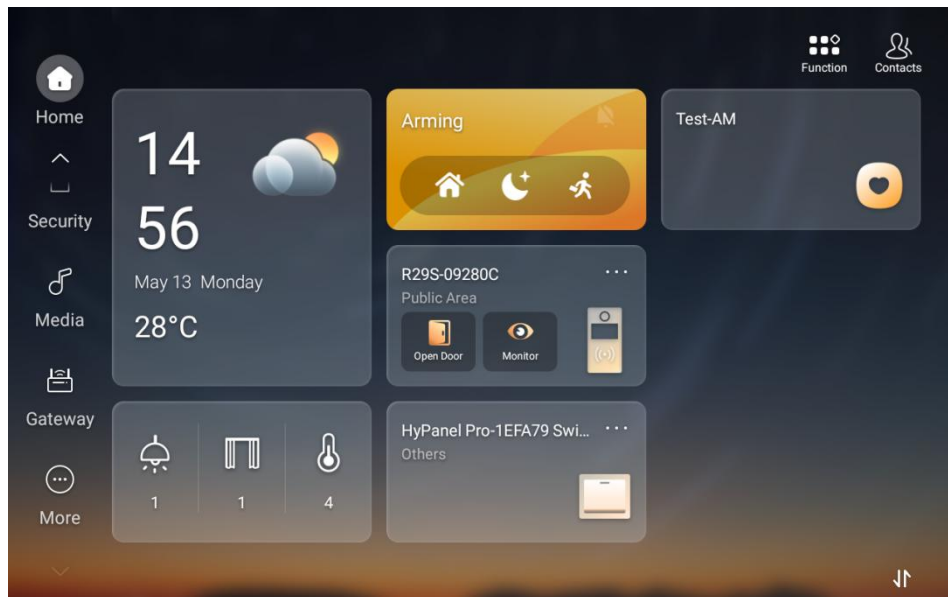 Function
Contacts
Home
Security
Media
Gateway
More
14
56
May 13 Monday
28°C
1
1
4
Arming
R29S-09280C
Public Area
Open Door
Monitor
HyPanel Pro-1EFA79 Swi...
Others
Test-AM